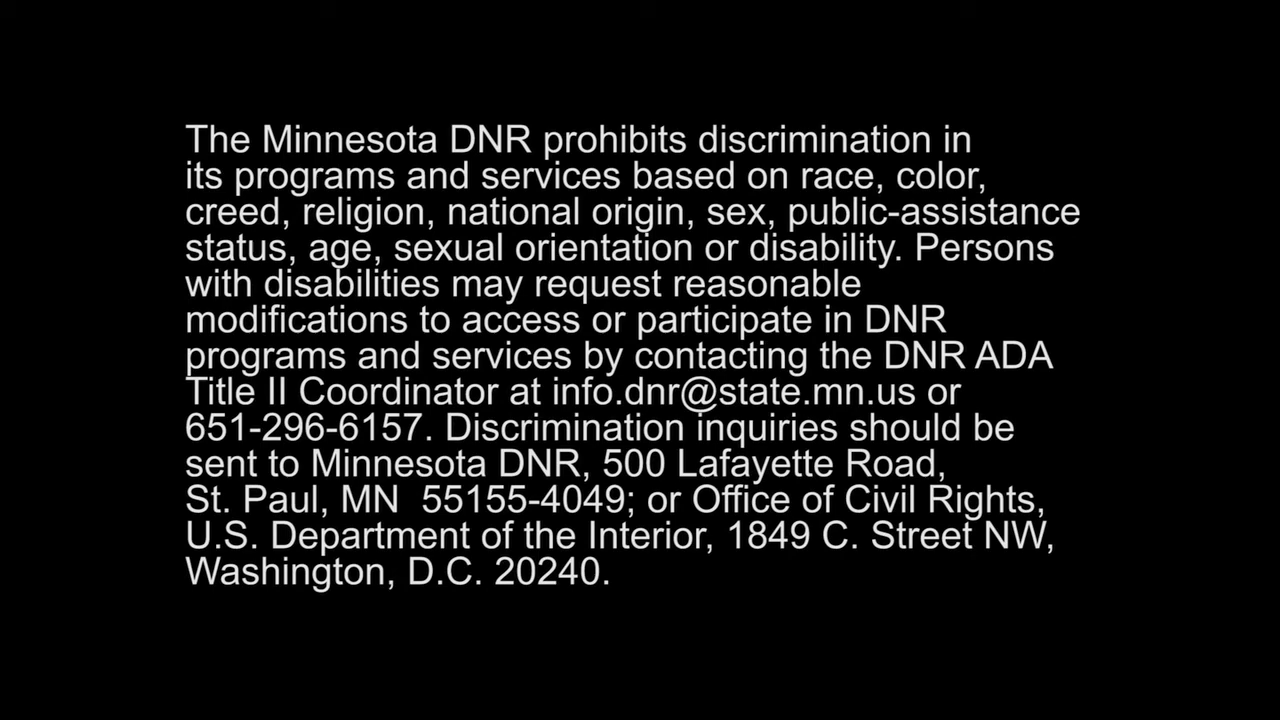 The Minnesota DNR prohibits discrimination in
its programs and services based on race, color,
creed, religion, national origin, sex, public-assistance
status, age, sexual orientation or disability. Persons
with disabilities may request reasonable
modifications to access or participate in DNR
programs and services by contacting the DNR ADA
Title II Coordinator at info.dnr@state.mn.us or
651-296-6157. Discrimination inquiries should be
sent to Minnesota DNR, 500 Lafayette Road,
St. Paul, MN  55155-4049; or Office of Civil Rights,
U.S. Department of the Interior, 1849 C. Street NW,
Washington, D.C. 20240.